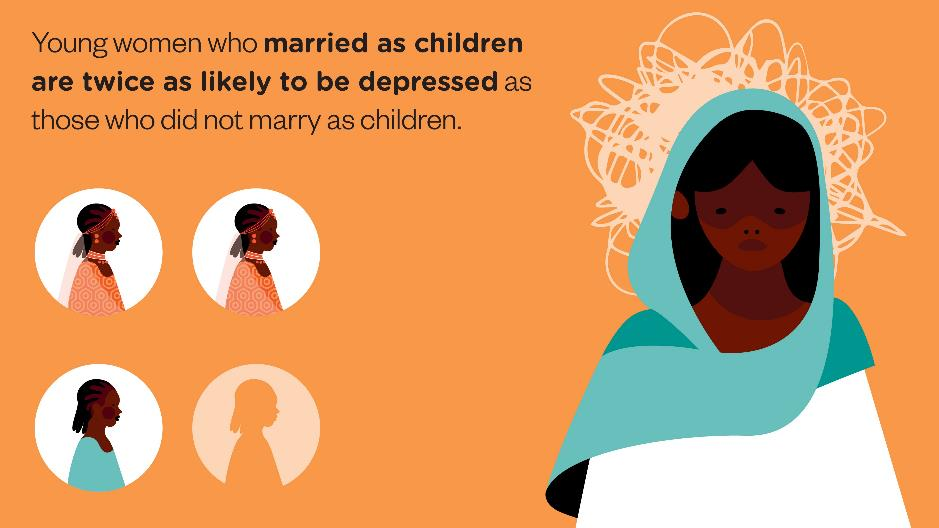 Young women who married as children
are twice as likely to be depressed as
those who did not marry as children.